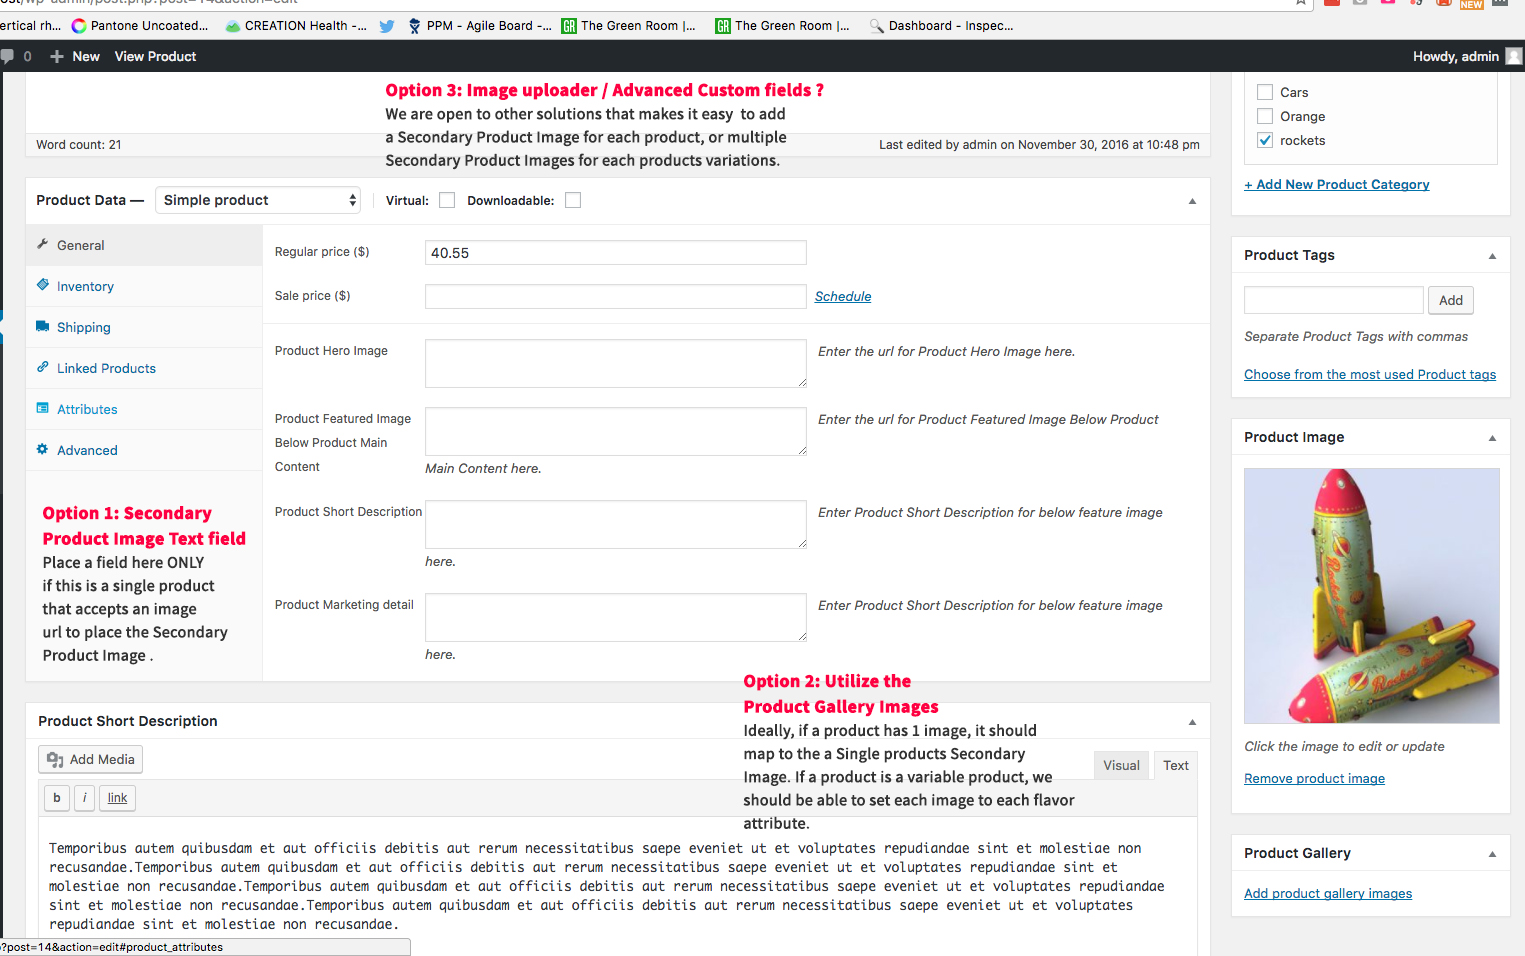 ost/wp-admin/post.php?post=14&action=edit
NEW
ertical rh... Pantone Uncoated... CREATION Health -... PPM - Agile Board -... GR The Green Room |... GR The Green Room |... Dashboard - Inspec...
0 + New View Product Howdy, admin
Option 3: Image uploader / Advanced Custom fields ?
We are open to other solutions that makes it easy to add
a Secondary Product Image for each product, or multiple
Secondary Product Images for each products variations.
Word count: 21
Last edited by admin on November 30, 2016 at 10:48 pm
Cars
Orange
rockets
+ Add New Product Category
Product Data — Simple product Virtual: Downloadable:
General
Inventory
Shipping
Linked Products
Attributes
Advanced
Option 1: Secondary
Product Image Text field
Place a field here ONLY
if this is a single product
that accepts an image
url to place the Secondary
Product Image .
Regular price ($) 40.55
Sale price ($) Schedule
Product Hero Image Enter the url for Product Hero Image here.
Product Featured Image Enter the url for Product Featured Image Below Product
Below Product Main
Content Main Content here.
Product Short Description Enter Product Short Description for below feature image
here.
Product Marketing detail Enter Product Short Description for below feature image
here.
Option 2: Utilize the
Product Gallery Images
Ideally, if a product has 1 image, it should
map to the a Single products Secondary
Image. If a product is a variable product, we
should be able to set each image to each flavor
attribute.
Product Short Description
Add Media
Visual Text
b i link
Temporibus autem quibusdam et aut officiis debitis aut rerum necessitatibus saepe eveniet ut et voluptates repudiandae sint et molestiae non
recusandae.Temporibus autem quibusdam et aut officiis debitis aut rerum necessitatibus saepe eveniet ut et voluptates repudiandae sint et
molestiae non recusandae.Temporibus autem quibusdam et aut officiis debitis aut rerum necessitatibus saepe eveniet ut et voluptates repudiandae
sint et molestiae non recusandae.Temporibus autem quibusdam et aut officiis debitis aut rerum necessitatibus saepe eveniet ut et voluptates
repudiandae sint et molestiae non recusandae.
?post=14&action=edit#product_attributes
Product Tags
Add
Separate Product Tags with commas
Choose from the most used Product tags
Product Image
Rocket
Click the image to edit or update
Remove product image
Product Gallery
Add product gallery images